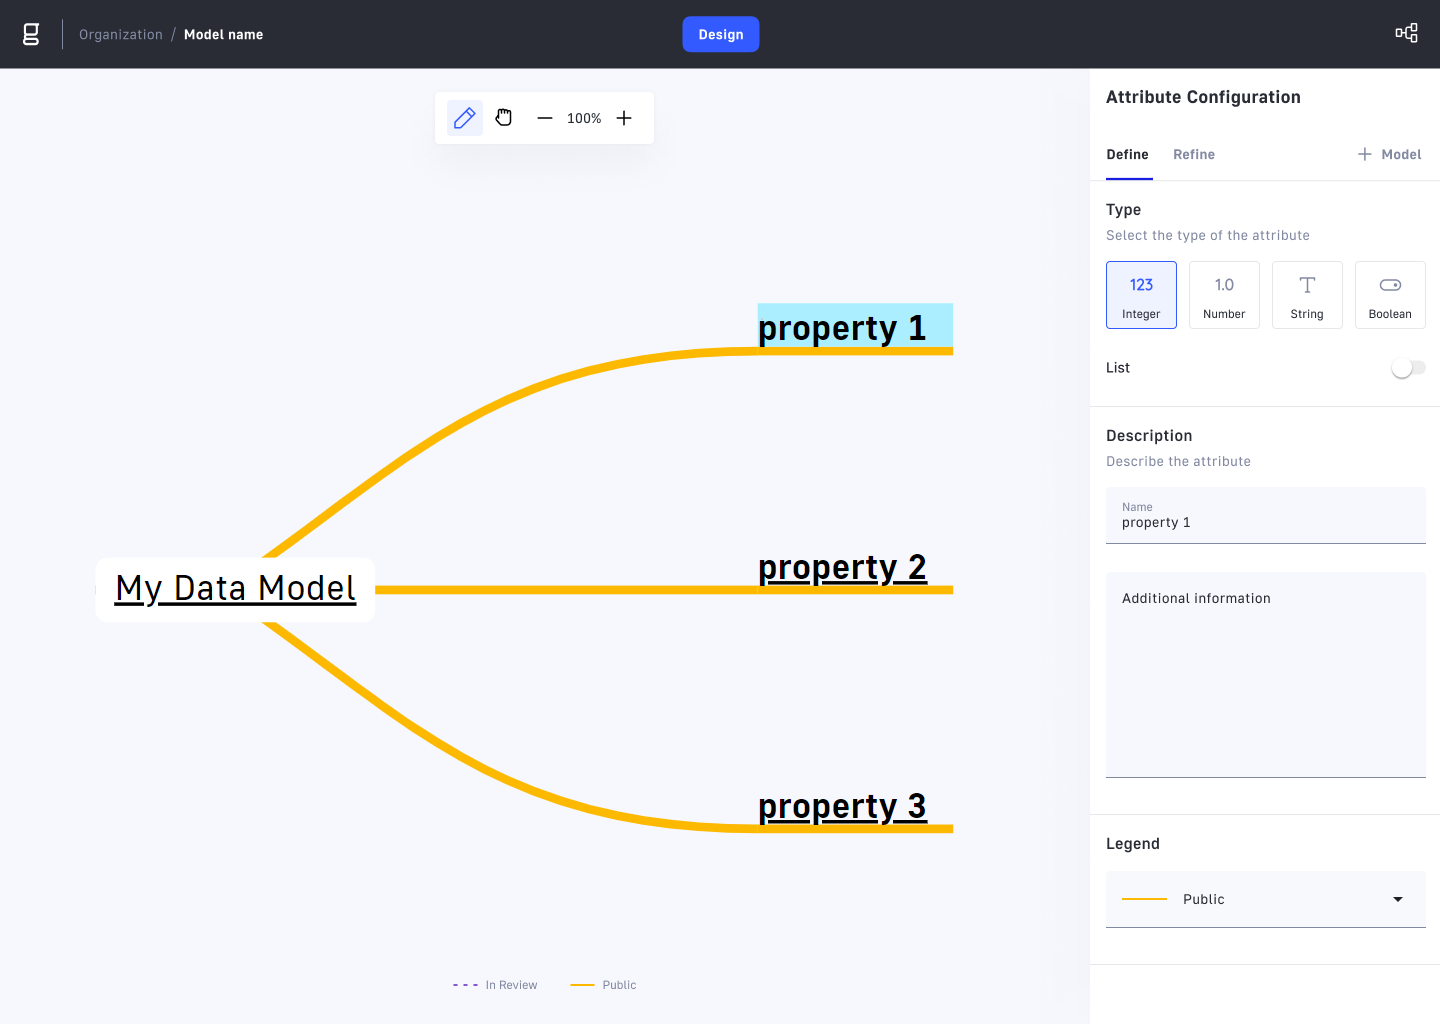 Organization / Model name
Design
100%
Attribute Configuration
Define
Refine
Model
Type
Select the type of the attribute
123
1.0
Integer
Number
String
Boolean
List
Description
Describe the attribute
Name
property 1
Additional information
Legend
Public
property 1
property 2
My Data Model
property 3
In Review
Public